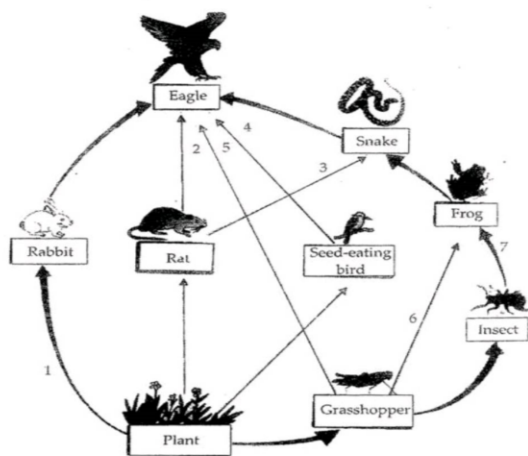 Eagle
4
2
5
Snake
3
Frog
Rabbit
Rat
Seed-eating
bird
7
6
Insect
1
Grasshopper
Plant